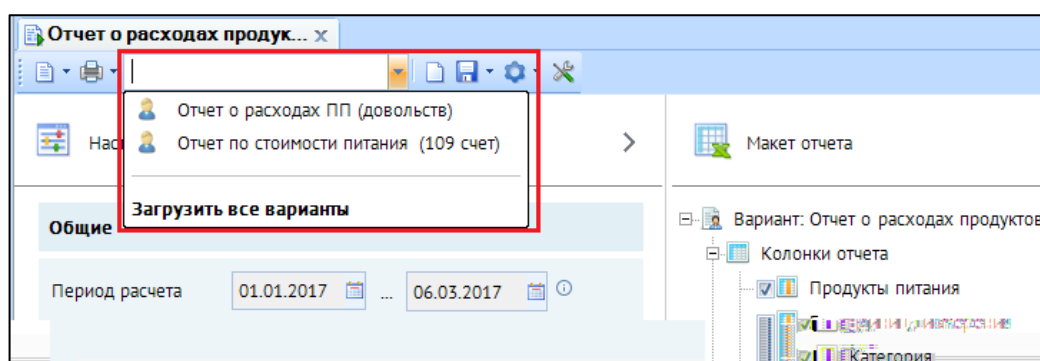 Отчет о расходах продук... x
Отчет о расходах ПП (довольств)
Отчет по стоимости питания (109 счет)
Загрузить все варианты
Общие
Период расчета 01.01.2017 ... 06.03.2017
Макет отчета
Вариант: Отчет о расходах продуктов
Колонки отчета
Продукты питания
Категория